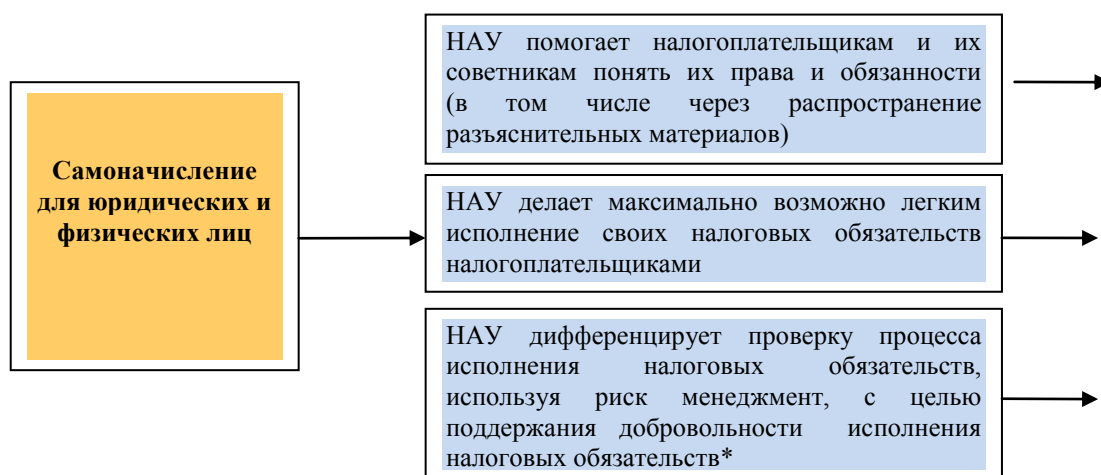 НАУ помогает налогоплательщикам и их
советникам понять их права и обязанности
(в том числе через распространение
разъяснительных материалов)
Самоначисление
для юридических и
физических лиц
НАУ делает максимально возможно легким
исполнение своих налоговых обязательств
налогоплательщиками
НАУ дифференцирует проверку процесса
исполнения налоговых обязательств,
используя риск менеджмент, с целью
поддержания добровольности исполнения
налоговых обязательств*